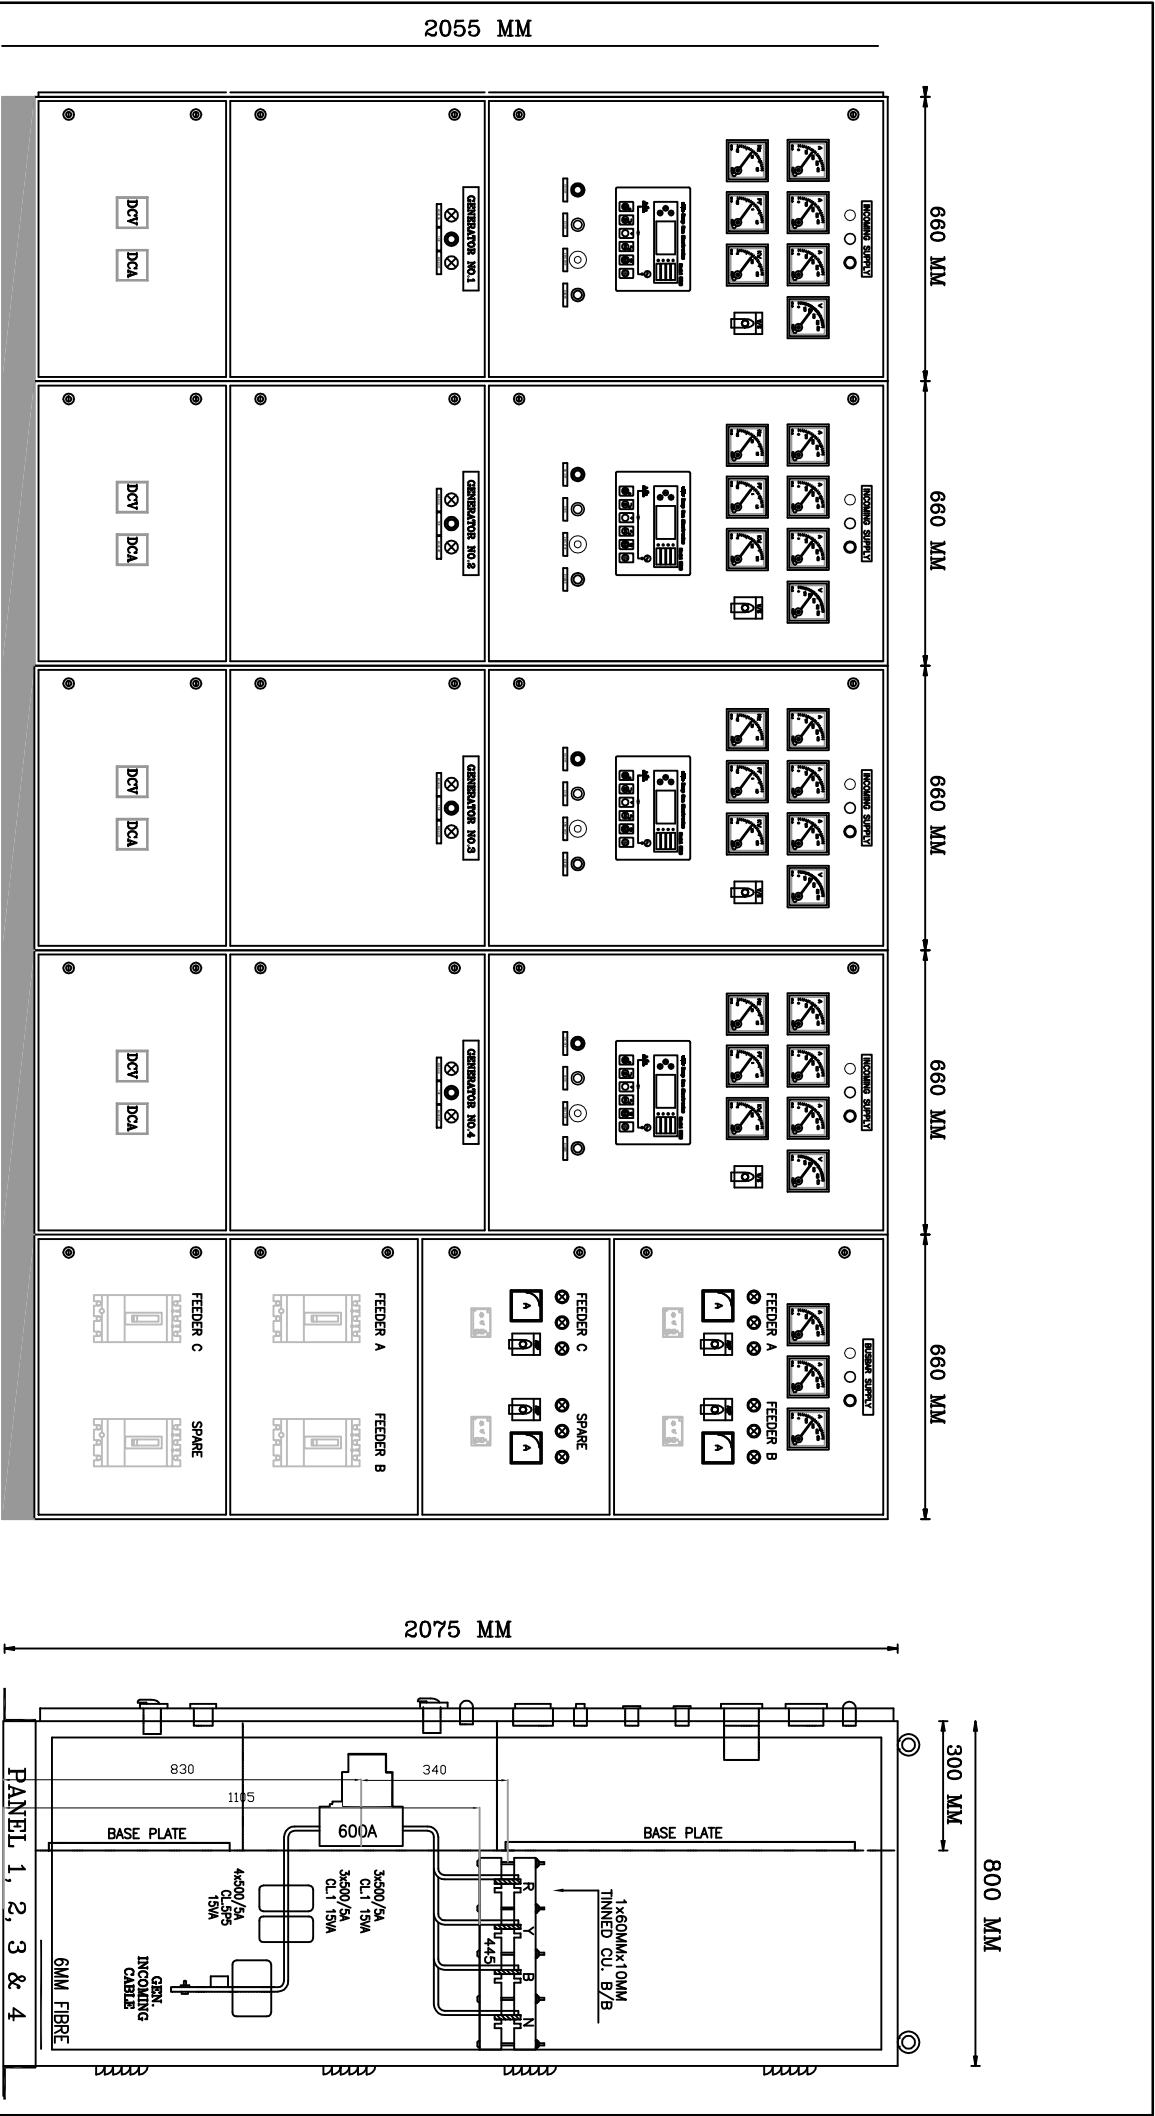 2055 MM
660 MM
660 MM
660 MM
660 MM
660 MM
INCOMING SUPPLY
GENERATOR NO.1
DCV
DCA
INCOMING SUPPLY
GENERATOR NO.2
DCV
DCA
INCOMING SUPPLY
GENERATOR NO.3
DCV
DCA
INCOMING SUPPLY
GENERATOR NO.4
DCV
DCA
BUSBAR SUPPLY
FEEDER A
FEEDER B
A
A
FEEDER C
SPARE
A
A
FEEDER A
FEEDER B
FEEDER C
SPARE
2075 MM
800 MM
300 MM
BASE PLATE
BASE PLATE
340
830
1105
600A
445
R
Y
B
N
1x60MMx10MM
TINNED CU. B/B
3x500/5A
CL.1 15VA
3x500/5A
CL.1 15VA
4x500/5A
CL.5P5
15VA
GEN.
INCOMING
CABLE
6MM FIBRE
PANEL 1, 2, 3 & 4